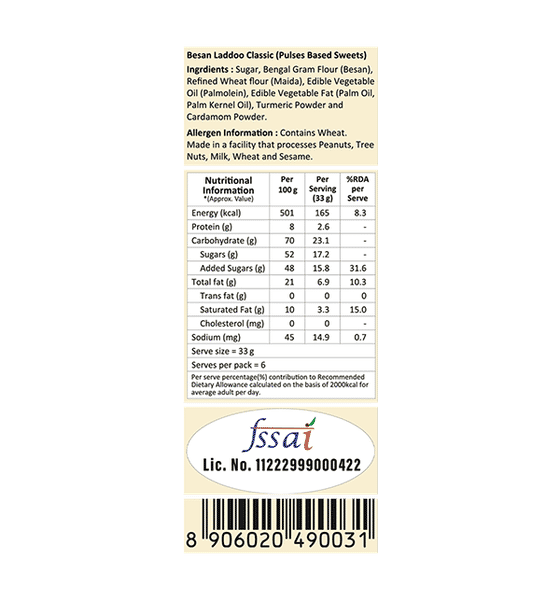 Besan Laddoo Classic (Pulses Based Sweets)
Ingrdients : Sugar, Bengal Gram Flour (Besan),
Refined Wheat flour (Maida), Edible Vegetable
Oil (Palmolein), Edible Vegetable Fat (Palm Oil,
Palm Kernel Oil), Turmeric Powder and
Cardamom Powder.
Allergen Information : Contains Wheat.
Made in a facility that processes Peanuts, Tree
Nuts, Milk, Wheat and Sesame.
Nutritional Information *(Approx. Value) Per 100 g Per Serving (33 g) %RDA per Serve
Energy (kcal) 501 165 8.3
Protein (g) 8 2.6 -
Carbohydrate (g) 70 23.1 -
Sugars (g) 52 17.2 -
Added Sugars (g) 48 15.8 31.6
Total fat (g) 21 6.9 10.3
Trans fat (g) 0 0 0
Saturated Fat (g) 10 3.3 15.0
Cholesterol (mg) 0 0 -
Sodium (mg) 45 14.9 0.7
Serve size = 33 g
Serves per pack = 6
Per serve percentage(%) contribution to Recommended
Dietary Allowance calculated on the basis of 2000kcal for
average adult per day.
fssai
Lic. No. 11222999000422
8 906020 490031